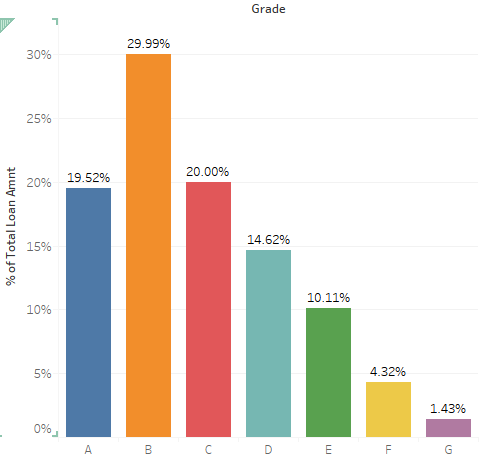 Grade
% of Total Loan Amnt
30%
25%
20%
15%
10%
5%
0%
19.52%
29.99%
20.00%
14.62%
10.11%
4.32%
1.43%
A
B
C
D
E
F
G